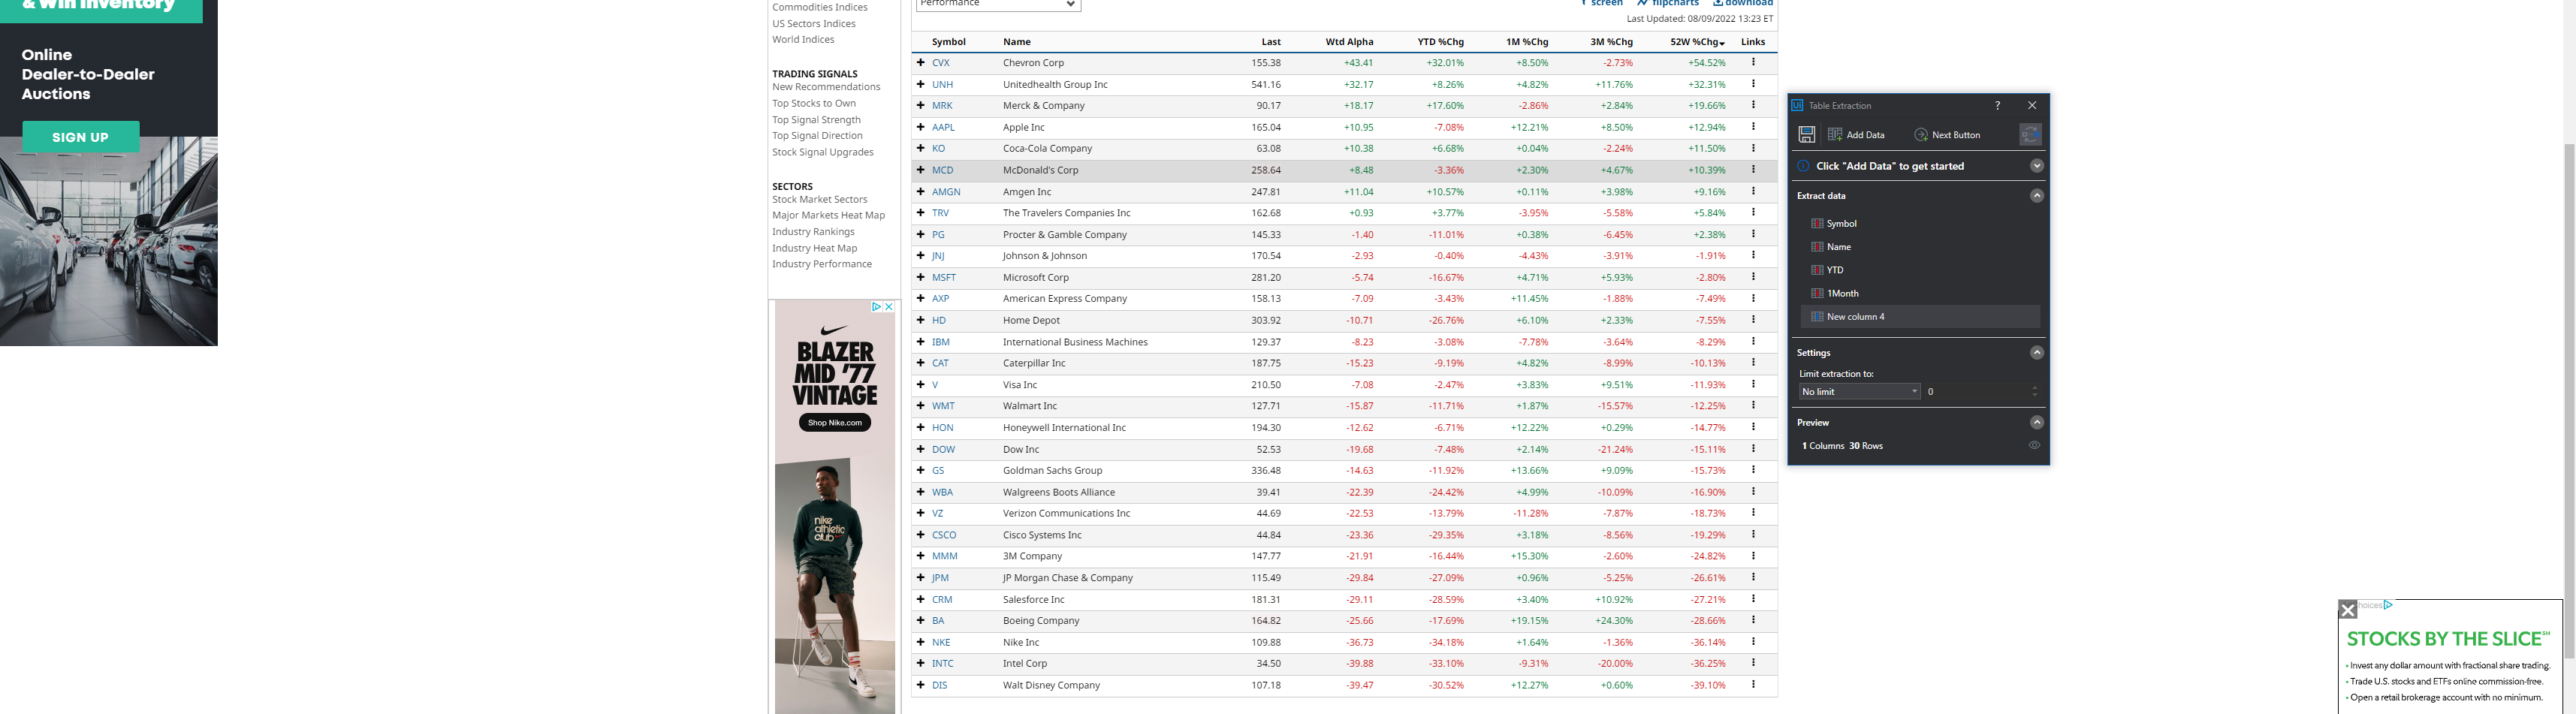 & Win Inventory
Online
Dealer-to-Dealer
Auctions
SIGN UP
Commodities Indices
US Sectors Indices
World Indices
TRADING SIGNALS
New Recommendations
Top Stocks to Own
Top Signal Strength
Top Signal Direction
Stock Signal Upgrades
SECTORS
Stock Market Sectors
Major Markets Heat Map
Industry Rankings
Industry Heat Map
Industry Performance
BLAZER
MID '77
VINTAGE
Shop Nike.com
nike
athletic
club
Performance
screen flipcharts download
Last Updated: 08/09/2022 13:23 ET
Symbol Name Last Wtd Alpha YTD %Chg 1M %Chg 3M %Chg 52W %Chg Links
CVX Chevron Corp 155.38 +43.41 +32.01% +8.50% -2.73% +54.52%
UNH Unitedhealth Group Inc 541.16 +32.17 +8.26% +4.82% +11.76% +32.31%
MRK Merck & Company 90.17 +18.17 +17.60% -2.86% +2.84% +19.66%
AAPL Apple Inc 165.04 +10.95 -7.08% +12.21% +8.50% +12.94%
KO Coca-Cola Company 63.08 +10.38 +6.68% +0.04% -2.24% +11.50%
MCD McDonald's Corp 258.64 +8.48 -3.36% +2.30% +4.67% +10.39%
AMGN Amgen Inc 247.81 +11.04 +10.57% +0.11% +3.98% +9.16%
TRV The Travelers Companies Inc 162.68 +0.93 +3.77% -3.95% -5.58% +5.84%
PG Procter & Gamble Company 145.33 -1.40 -11.01% +0.38% -6.45% +2.38%
JNJ Johnson & Johnson 170.54 -2.93 -0.40% -4.43% -3.91% -1.91%
MSFT Microsoft Corp 281.20 -5.74 -16.67% +4.71% +5.93% -2.80%
AXP American Express Company 158.13 -7.09 -3.43% +11.45% -1.88% -7.49%
HD Home Depot 303.92 -10.71 -26.76% +6.10% +2.33% -7.55%
IBM International Business Machines 129.37 -8.23 -3.08% -7.78% -3.64% -8.29%
CAT Caterpillar Inc 187.75 -15.23 -9.19% +4.82% -8.99% -10.13%
V Visa Inc 210.50 -7.08 -2.47% +3.83% +9.51% -11.93%
WMT Walmart Inc 127.71 -15.87 -11.71% +1.87% -15.57% -12.25%
HON Honeywell International Inc 194.30 -12.62 -6.71% +12.22% +0.29% -14.77%
DOW Dow Inc 52.53 -19.68 -7.48% +2.14% -21.24% -15.11%
GS Goldman Sachs Group 336.48 -14.63 -11.92% +13.66% +9.09% -15.73%
WBA Walgreens Boots Alliance 39.41 -22.39 -24.42% +4.99% -10.09% -16.90%
VZ Verizon Communications Inc 44.69 -22.53 -13.79% -11.28% -7.87% -18.73%
CSCO Cisco Systems Inc 44.84 -23.36 -29.35% +3.18% -8.56% -19.29%
MMM 3M Company 147.77 -21.91 -16.44% +15.30% -2.60% -24.82%
JPM JP Morgan Chase & Company 115.49 -29.84 -27.09% +0.96% -5.25% -26.61%
CRM Salesforce Inc 181.31 -29.11 -28.59% +3.40% +10.92% -27.21%
BA Boeing Company 164.82 -25.66 -17.69% +19.15% +24.30% -28.66%
NKE Nike Inc 109.88 -36.73 -34.18% +1.64% -1.36% -36.14%
INTC Intel Corp 34.50 -39.88 -33.10% -9.31% -20.00% -36.25%
DIS Walt Disney Company 107.18 -39.47 -30.52% +12.27% +0.60% -39.10%
Ui Table Extraction ?
Add Data Next Button
Click "Add Data" to get started
Extract data
Symbol
Name
YTD
1Month
New column 4
Settings
Limit extraction to:
No limit 0
Preview
1 Columns 30 Rows
hoices
STOCKS BY THE SLICE℠
• Invest any dollar amount with fractional share trading.
• Trade U.S. stocks and ETFs online commission-free.
• Open a retail brokerage account with no minimum.